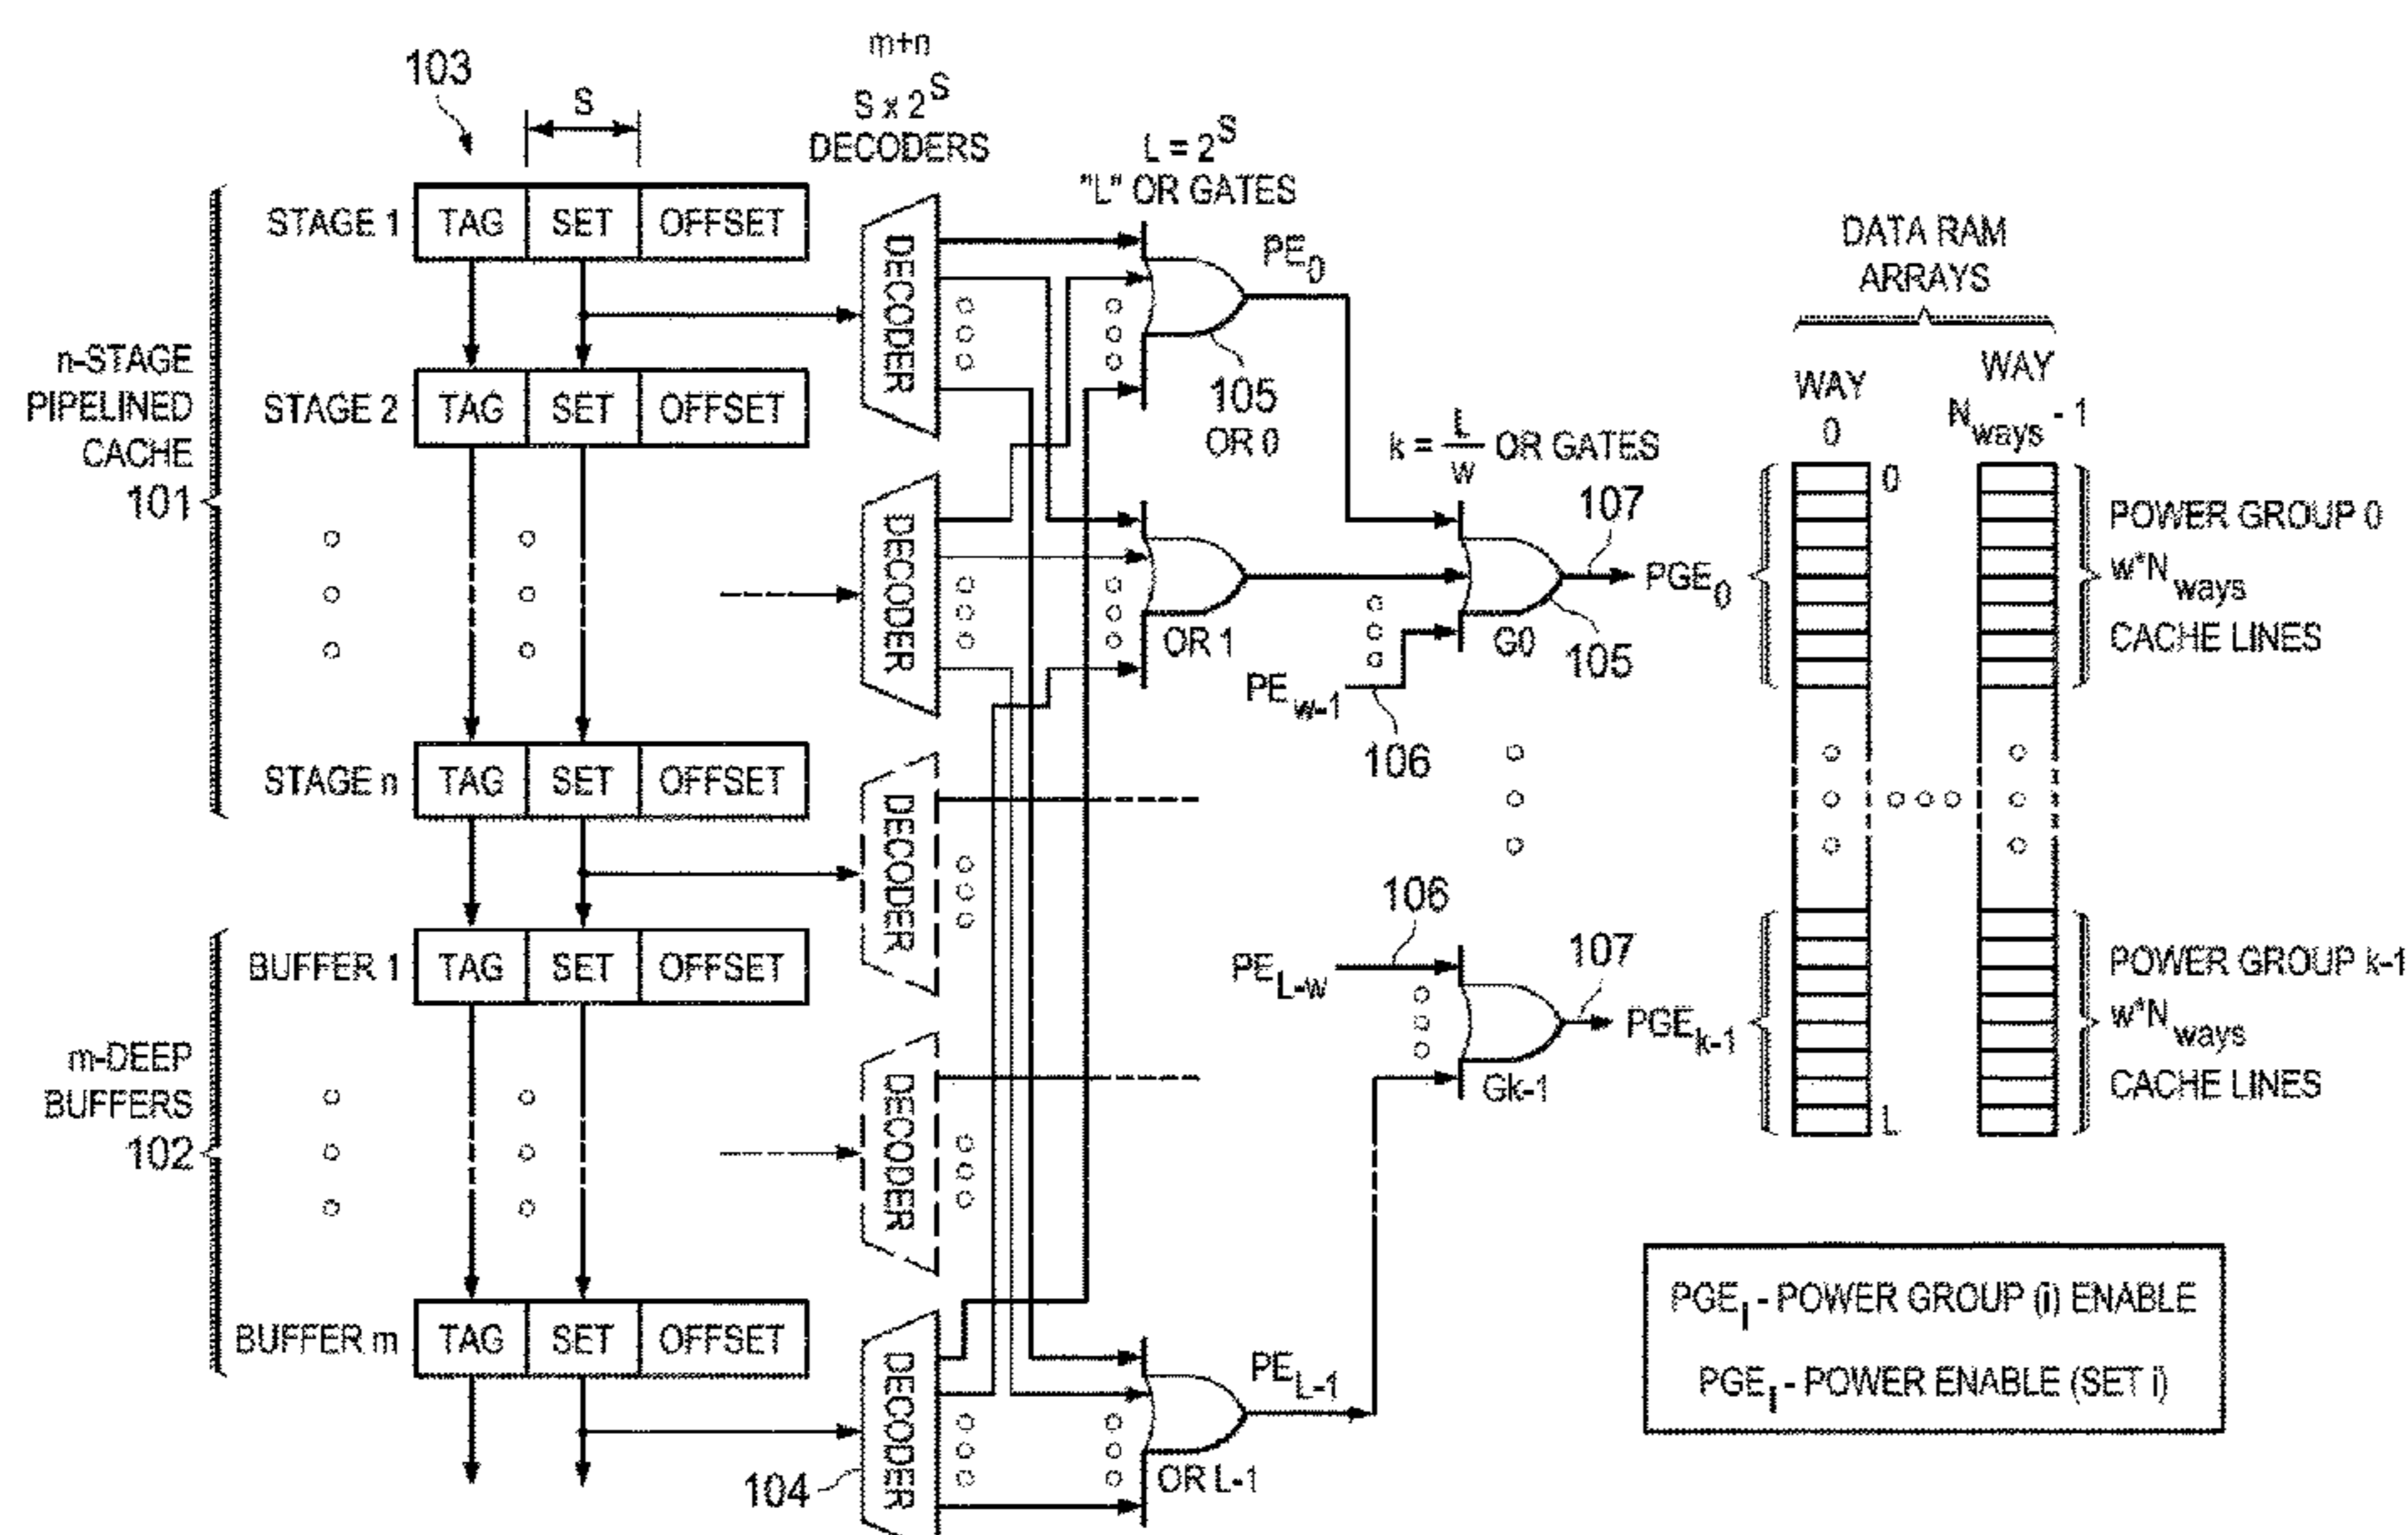 103
S
m+n
S x 2^S
DECODERS
L = 2^S
"L" OR GATES
STAGE 1
TAG SET OFFSET
DECODER
PE_0
105
OR 0
n-STAGE
PIPELINED
CACHE
101
STAGE 2
TAG SET OFFSET
DECODER
OR 1
k = L/w OR GATES
107
PGE_0
G0
105
PE_w-1
106
DATA RAM
ARRAYS
WAY
0
WAY
N_ways - 1
0
POWER GROUP 0
w*N_ways
CACHE LINES
STAGE n
TAG SET OFFSET
DECODER
m-DEEP
BUFFERS
102
BUFFER 1
TAG SET OFFSET
DECODER
106
PE_L-w
107
PGE_k-1
Gk-1
POWER GROUP k-1
w*N_ways
CACHE LINES
L
BUFFER m
TAG SET OFFSET
104
DECODER
PE_L-1
OR L-1
PGE_i - POWER GROUP (i) ENABLE
PGE_i - POWER ENABLE (SET i)